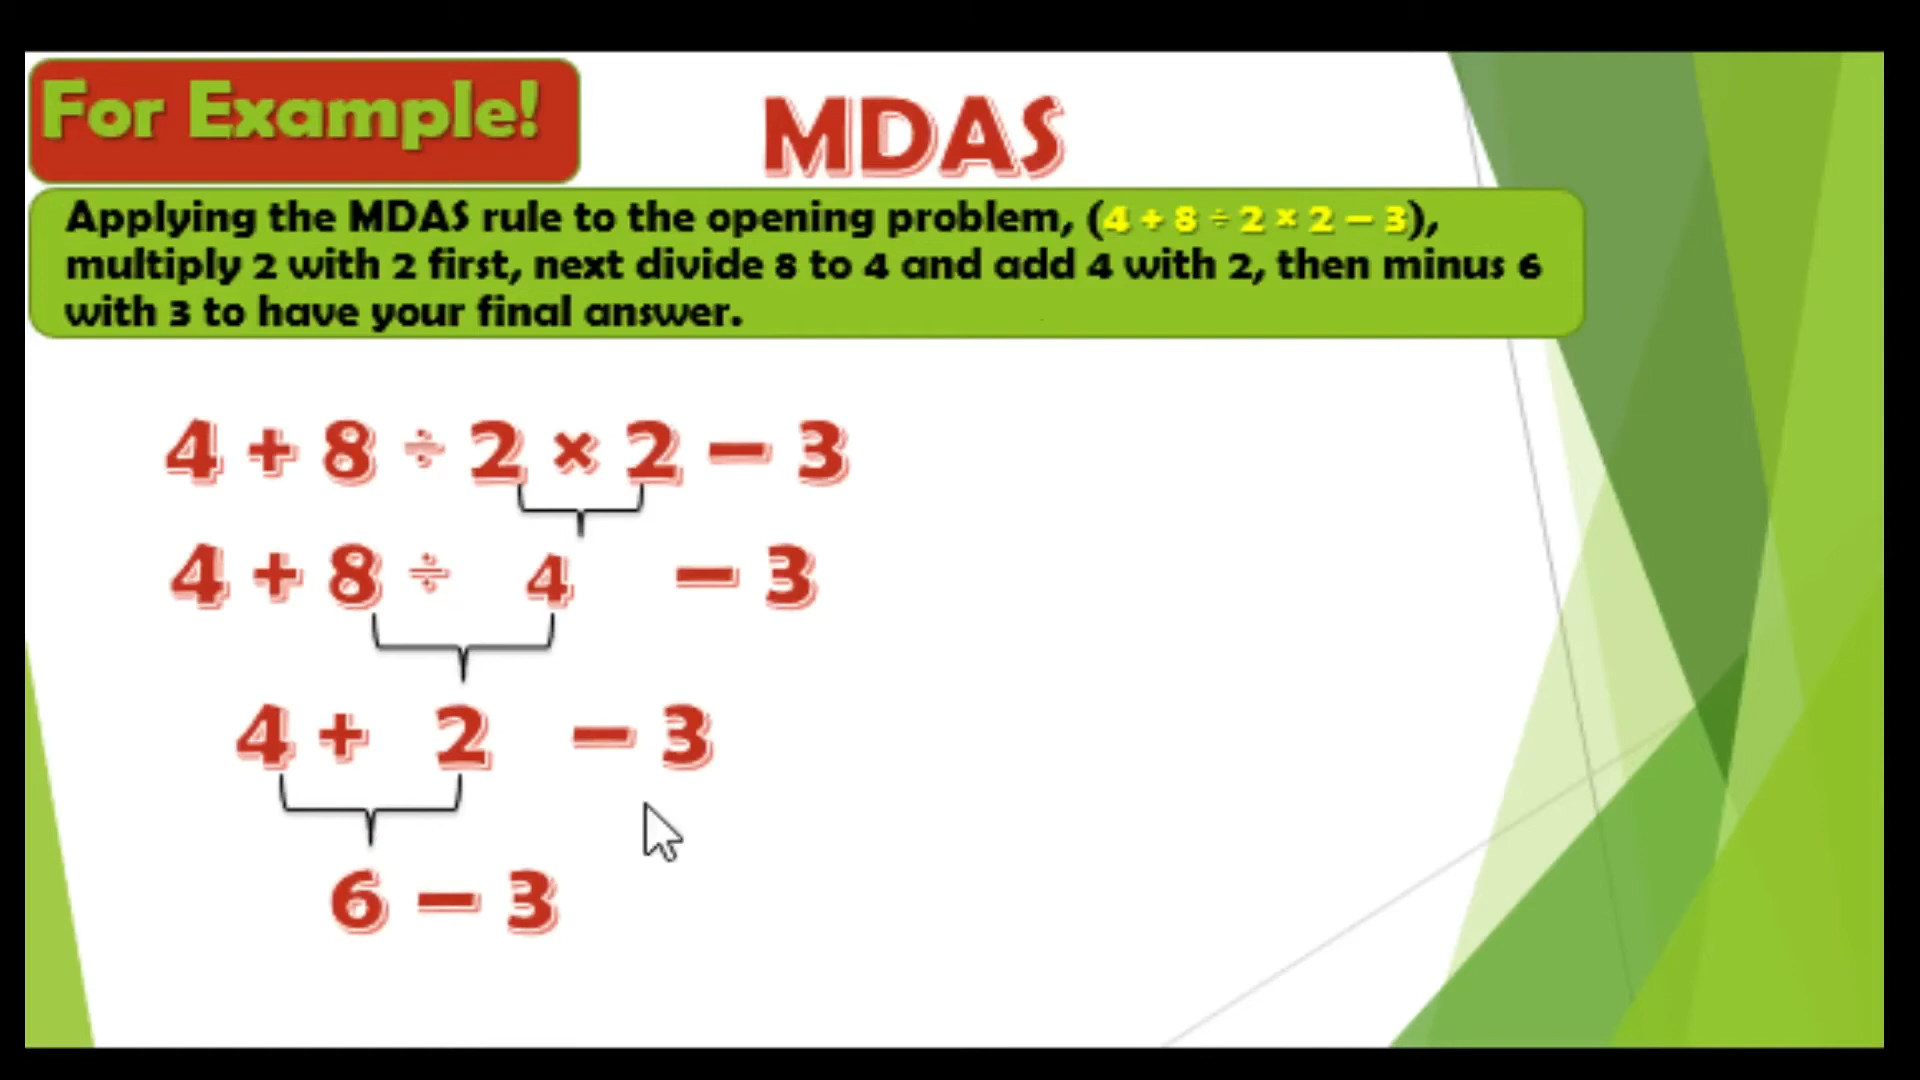 For Example!
MDAS
Applying the MDAS rule to the opening problem, (4 + 8 ÷ 2 × 2 – 3),
multiply 2 with 2 first, next divide 8 to 4 and add 4 with 2, then minus 6
with 3 to have your final answer.
4 + 8 ÷ 2 × 2 – 3
4 + 8 ÷ 4 – 3
4 + 2 – 3
6 – 3